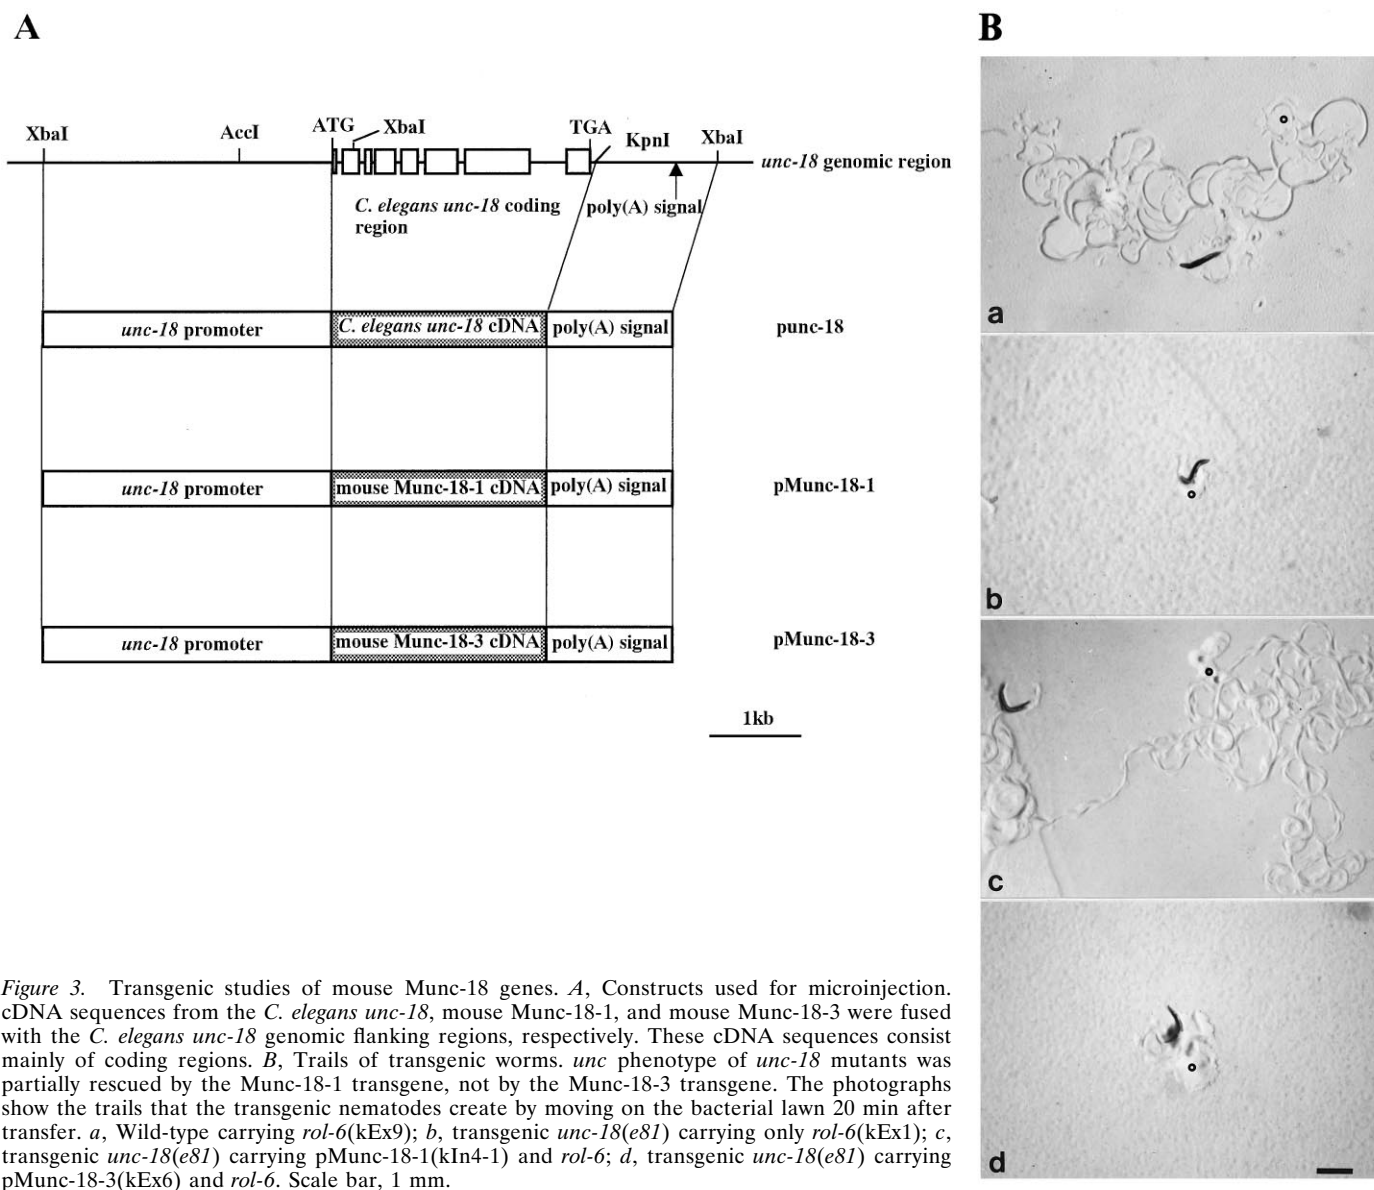 A
B
XbaI
AccI
ATG
XbaI
TGA
KpnI
XbaI
unc-18 genomic region
C. elegans unc-18 coding
region
poly(A) signal
unc-18 promoter
C. elegans unc-18 cDNA
poly(A) signal
punc-18
unc-18 promoter
mouse Munc-18-1 cDNA
poly(A) signal
pMunc-18-1
unc-18 promoter
mouse Munc-18-3 cDNA
poly(A) signal
pMunc-18-3
1kb
a
b
c
d
Figure 3. Transgenic studies of mouse Munc-18 genes. A, Constructs used for microinjection.
cDNA sequences from the C. elegans unc-18, mouse Munc-18-1, and mouse Munc-18-3 were fused
with the C. elegans unc-18 genomic flanking regions, respectively. These cDNA sequences consist
mainly of coding regions. B, Trails of transgenic worms. unc phenotype of unc-18 mutants was
partially rescued by the Munc-18-1 transgene, not by the Munc-18-3 transgene. The photographs
show the trails that the transgenic nematodes create by moving on the bacterial lawn 20 min after
transfer. a, Wild-type carrying rol-6(kEx9); b, transgenic unc-18(e81) carrying only rol-6(kEx1); c,
transgenic unc-18(e81) carrying pMunc-18-1(kIn4-1) and rol-6; d, transgenic unc-18(e81) carrying
pMunc-18-3(kEx6) and rol-6. Scale bar, 1 mm.